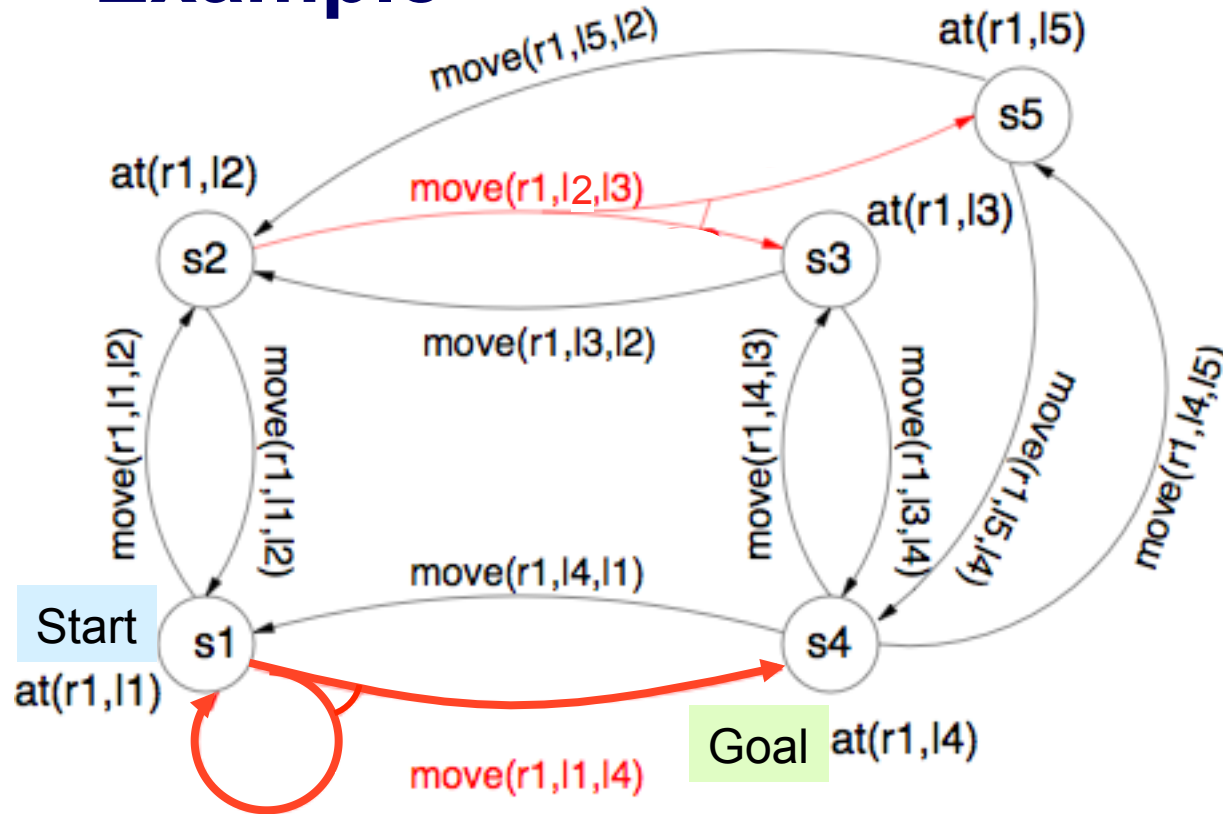 Example
at(r1,l5)
move(r1,l5,l2)
s5
at(r1,l2)
move(r1,l2,l3)
at(r1,l3)
s2
s3
move(r1,l3,l2)
move(r1,l1,l2)
move(r1,l1,l2)
move(r1,l4,l3)
move(r1,l3,l4)
move(r1,l5,l4)
move(r1,l4,l5)
move(r1,l4,l1)
Start
s1
s4
at(r1,l1)
Goal
at(r1,l4)
move(r1,l1,l4)